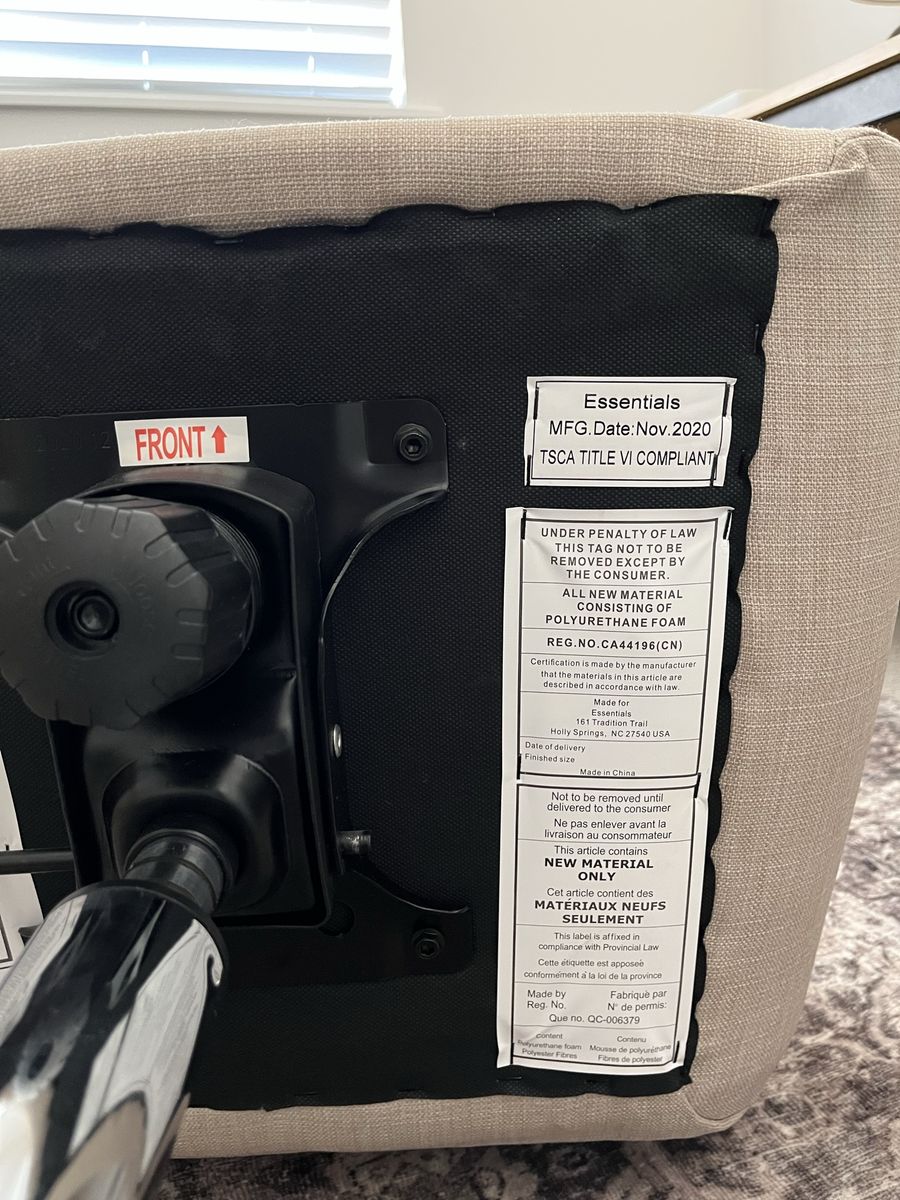 FRONT
Essentials
MFG.Date:Nov.2020
TSCA TITLE VI COMPLIANT
UNDER PENALTY OF LAW
THIS TAG NOT TO BE
REMOVED EXCEPT BY
THE CONSUMER.
ALL NEW MATERIAL
CONSISTING OF
POLYURETHANE FOAM
REG.NO.CA44196(CN)
Certification is made by the manufacturer
that the materials in this article are
described in accordance with law.
Made for
Essentials
161 Tradition Trail
Holly Springs, NC 27540 USA
Date of delivery
Finished size
Made in China
Not to be removed until
delivered to the consumer
Ne pas enlever avant la
livraison au consommateur
This article contains
NEW MATERIAL
ONLY
Cet article contient des
MATÉRIAUX NEUFS
SEULEMENT
This label is affixed in
compliance with Provincial Law
Cette étiquette est apposée
conformément à la loi de la province
Made by Fabriqué par
Reg. No. N° de permis:
Que no. QC-006379
Content Contenu
Polyurethane foam Mousse de polyuréthane
Polyester Fibres Fibres de polyester